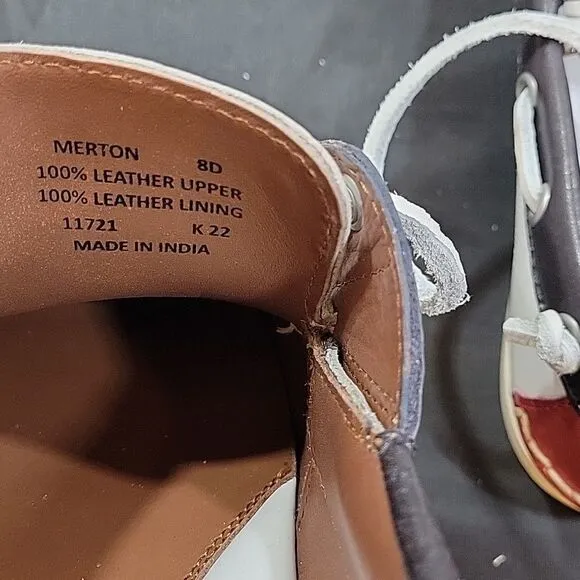 MERTON 8D
100% LEATHER UPPER
100% LEATHER LINING
11721 K 22
MADE IN INDIA